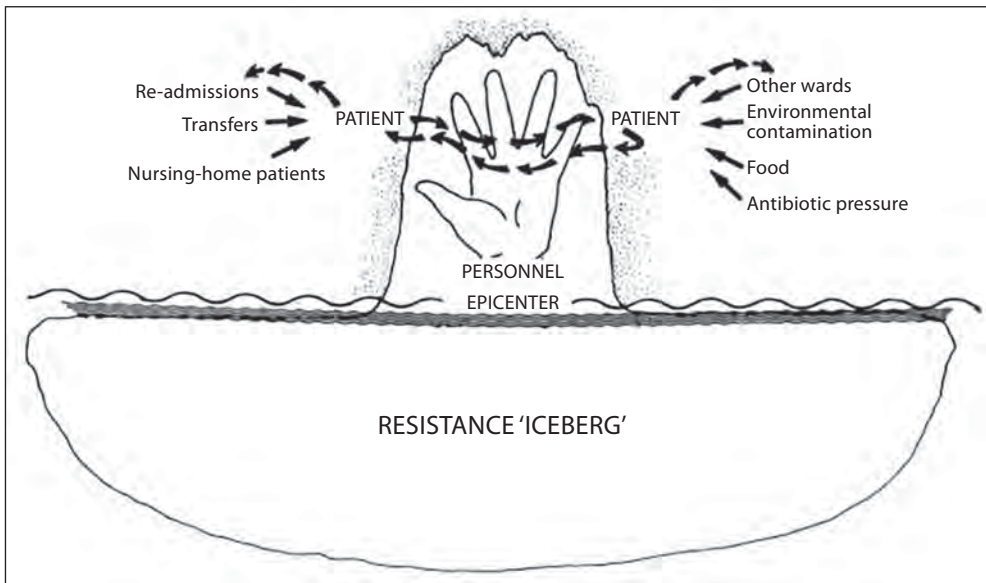 Re-admissions
Transfers
Nursing-home patients
PATIENT
PATIENT
Other wards
Environmental
contamination
Food
Antibiotic pressure
PERSONNEL
EPICENTER
RESISTANCE 'ICEBERG'